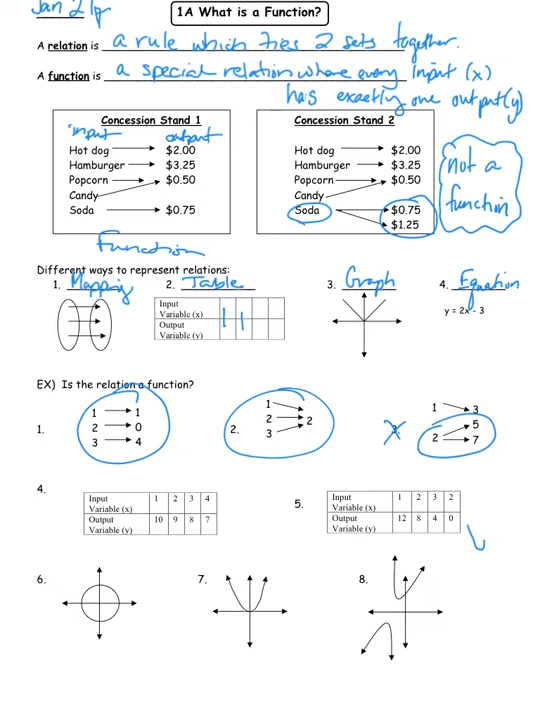 Jan 21
1A What is a Function?
A relation is a rule which ties 2 sets together.
A function is a special relation where every Input (x)
has exactly one output (y)
Concession Stand 1
Concession Stand 2
input output
Hot dog $2.00
Hot dog $2.00
Hamburger $3.25
Hamburger $3.25
Popcorn $0.50
Popcorn $0.50
Candy
Candy
Soda $0.75
Soda $0.75
$1.25
not a
function
Function
Different ways to represent relations:
1. Mapping 2. Table 3. Graph 4. Equation
Input
Variable (x)
Output
Variable (y)
y = 2x - 3
EX) Is the relation a function?
1.
1 1
2 0
3 4
2.
1
2 2
3
1 3
5
2 7
4.
Input
Variable (x) 1 2 3 4
Output
Variable (y) 10 9 8 7
5.
Input
Variable (x) 1 2 3 2
Output
Variable (y) 12 8 4 0
6. 7. 8.